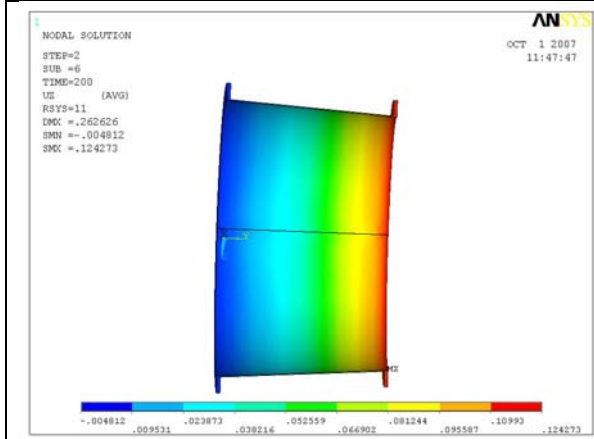 1
NODAL SOLUTION
STEP=2
SUB =6
TIME=200
UZ (AVG)
RSYS=11
DMX =.262626
SMN =-.004812
SMX =.124273
ANSYS
OCT 1 2007
11:47:47
Y
MX
-.004812 .023873 .052559 .081244 .10993
.009531 .038216 .066902 .095587 .124273